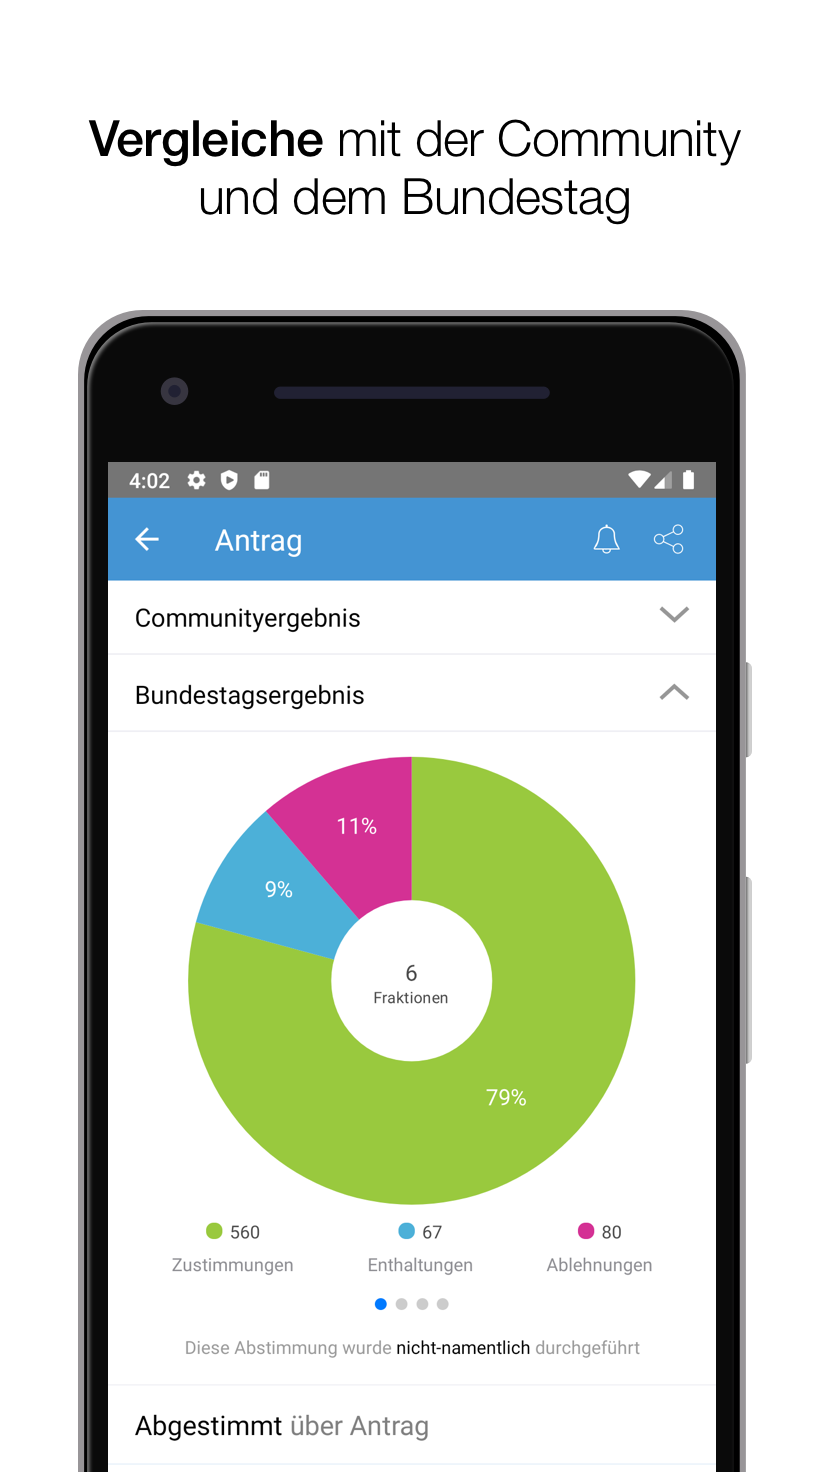 Vergleiche mit der Community
und dem Bundestag
4:02
Antrag
Communityergebnis
Bundestagsergebnis
11%
9%
6
Fraktionen
79%
560 67 80
Zustimmungen Enthaltungen Ablehnungen
Diese Abstimmung wurde nicht-namentlich durchgeführt
Abgestimmt über Antrag